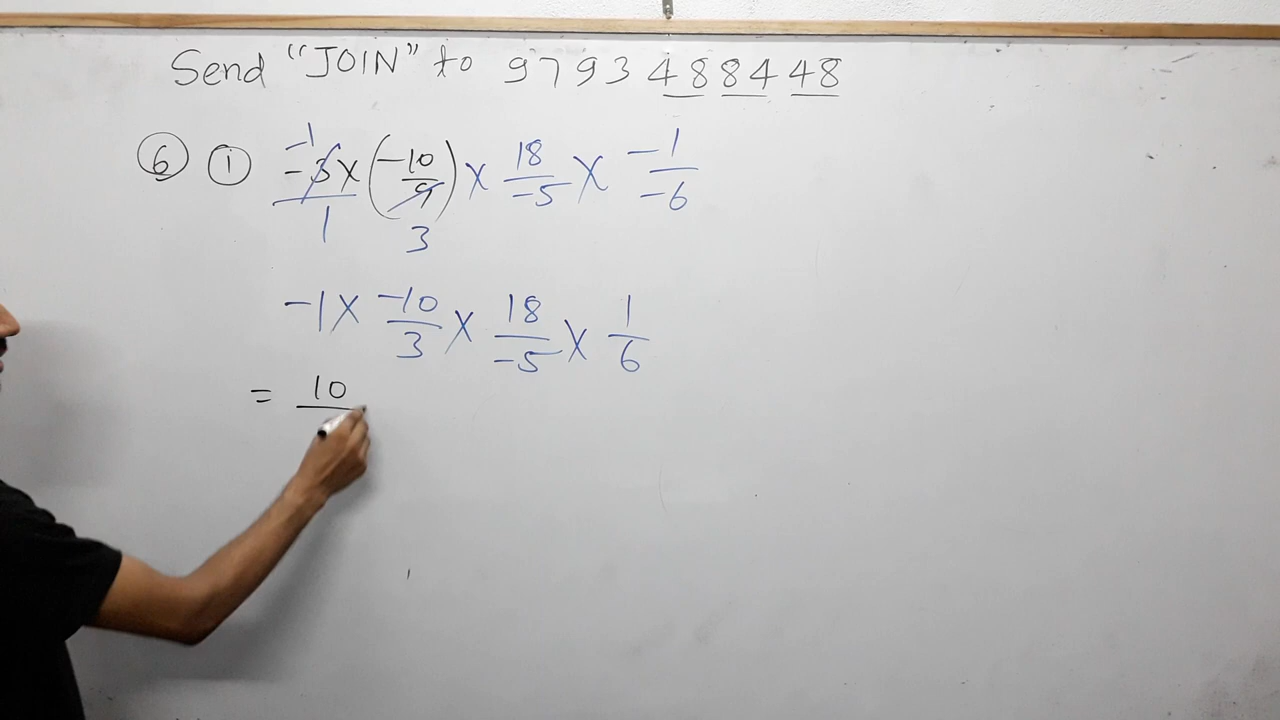 Send "JOIN" to 9793488448
⑥ ① -3/1 × (-10/9) × 18/-5 × -1/-6
-1 1 3
-1 × -10/3 × 18/-5 × 1/6
= 10